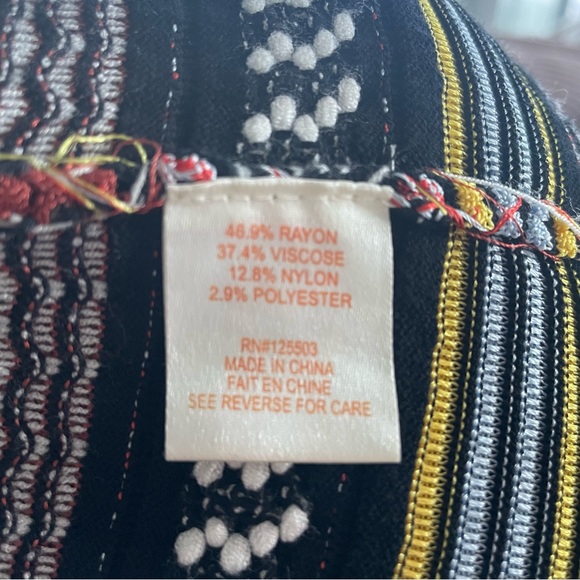 46.9% RAYON
37.4% VISCOSE
12.8% NYLON
2.9% POLYESTER
RN#125503
MADE IN CHINA
FAIT EN CHINE
SEE REVERSE FOR CARE